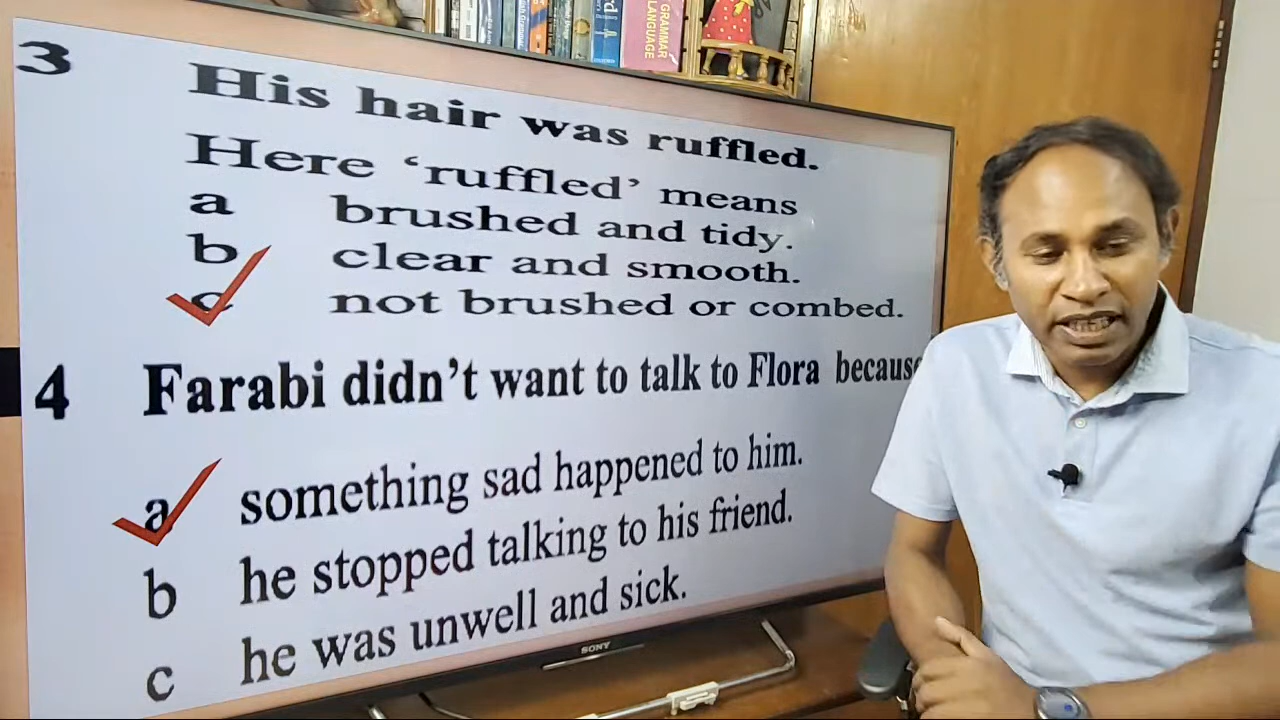 GRAMMAR
LANGUAGE
3 His hair was ruffled.
Here ‘ruffled’ means
a brushed and tidy.
b clear and smooth.
c not brushed or combed.
4 Farabi didn’t want to talk to Flora because
a something sad happened to him.
b he stopped talking to his friend.
c he was unwell and sick.
SONY